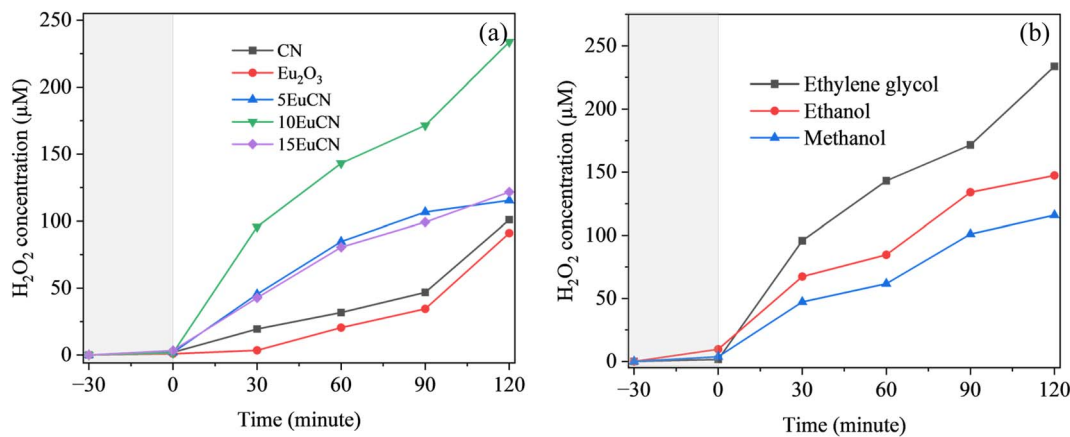 (a)
CN
Eu₂O₃
5EuCN
10EuCN
15EuCN
250
200
150
100
50
0
H₂O₂ concentration (μM)
−30 0 30 60 90 120
Time (minute)
(b)
Ethylene glycol
Ethanol
Methanol
250
200
150
100
50
0
H₂O₂ concentration (μM)
−30 0 30 60 90 120
Time (minute)